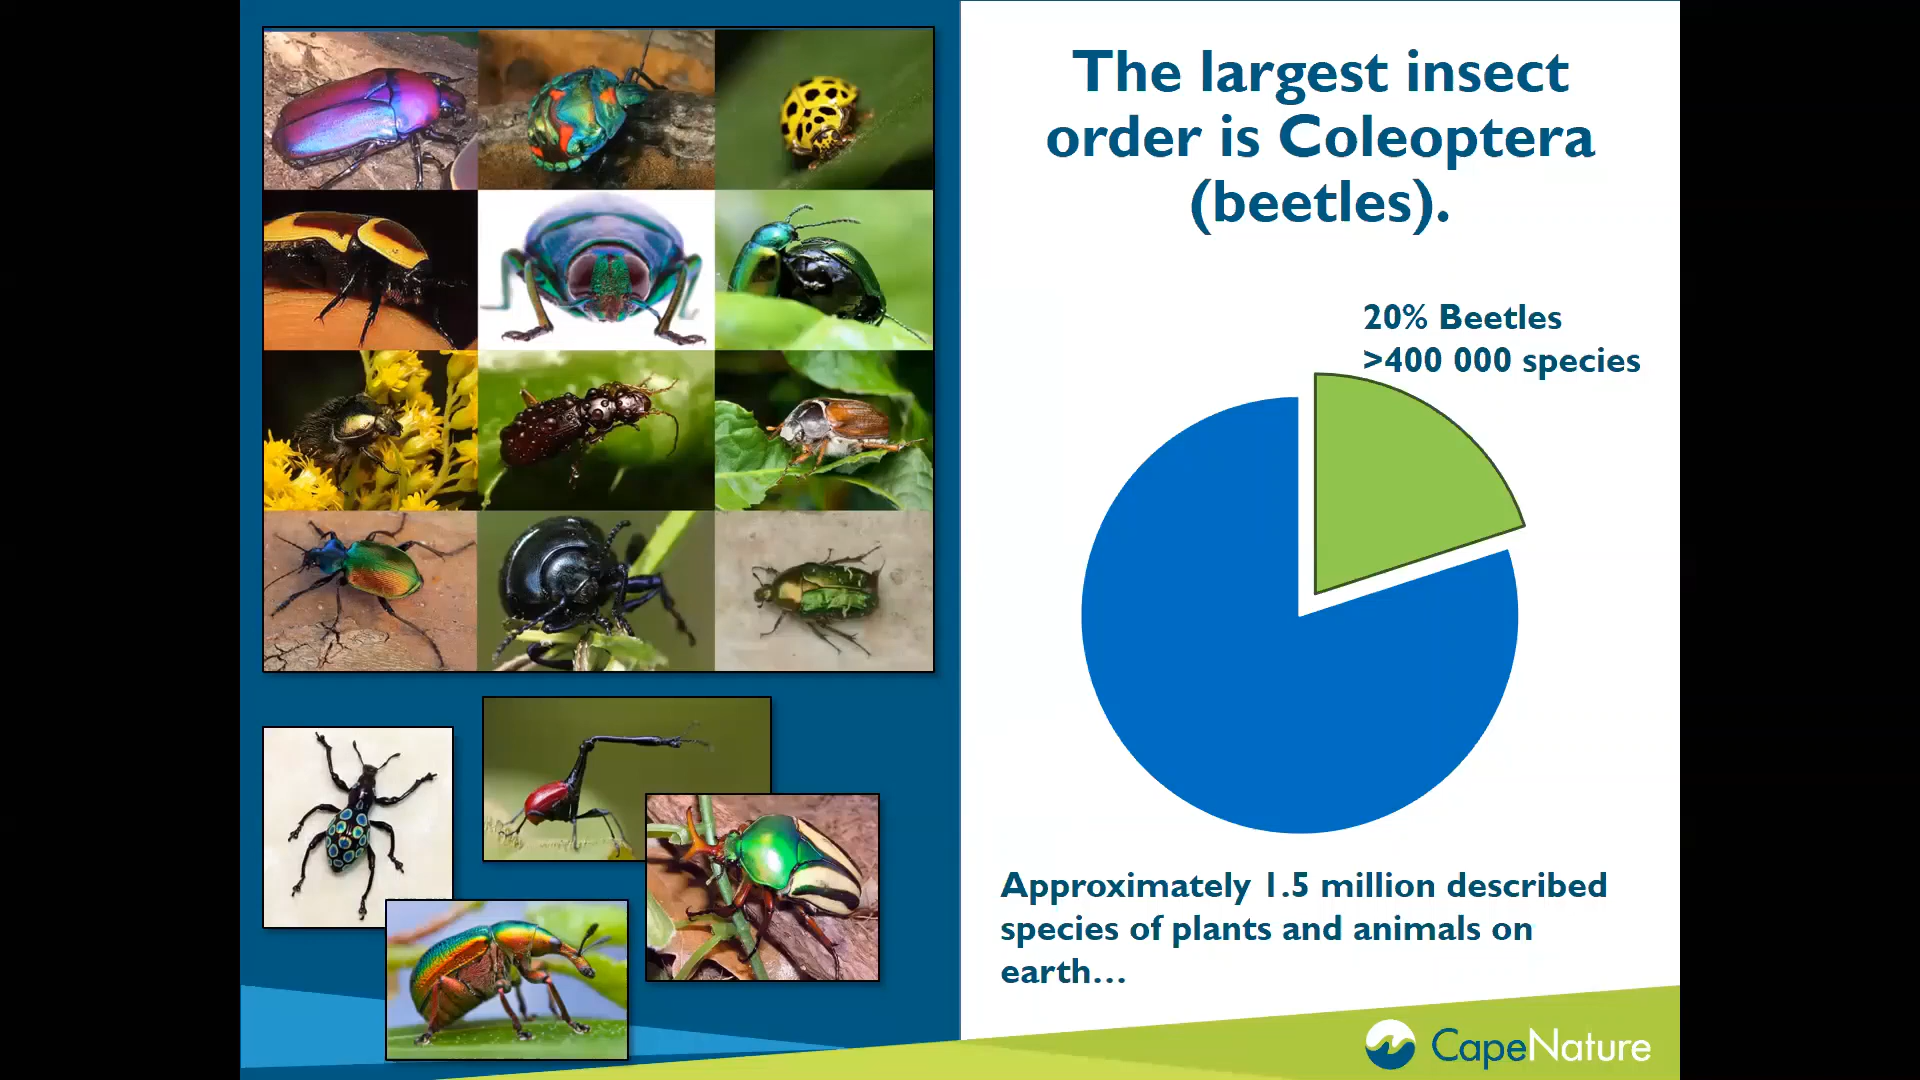 The largest insect
order is Coleoptera
(beetles).
20% Beetles
>400 000 species
Approximately 1.5 million described
species of plants and animals on
earth...
CapeNature